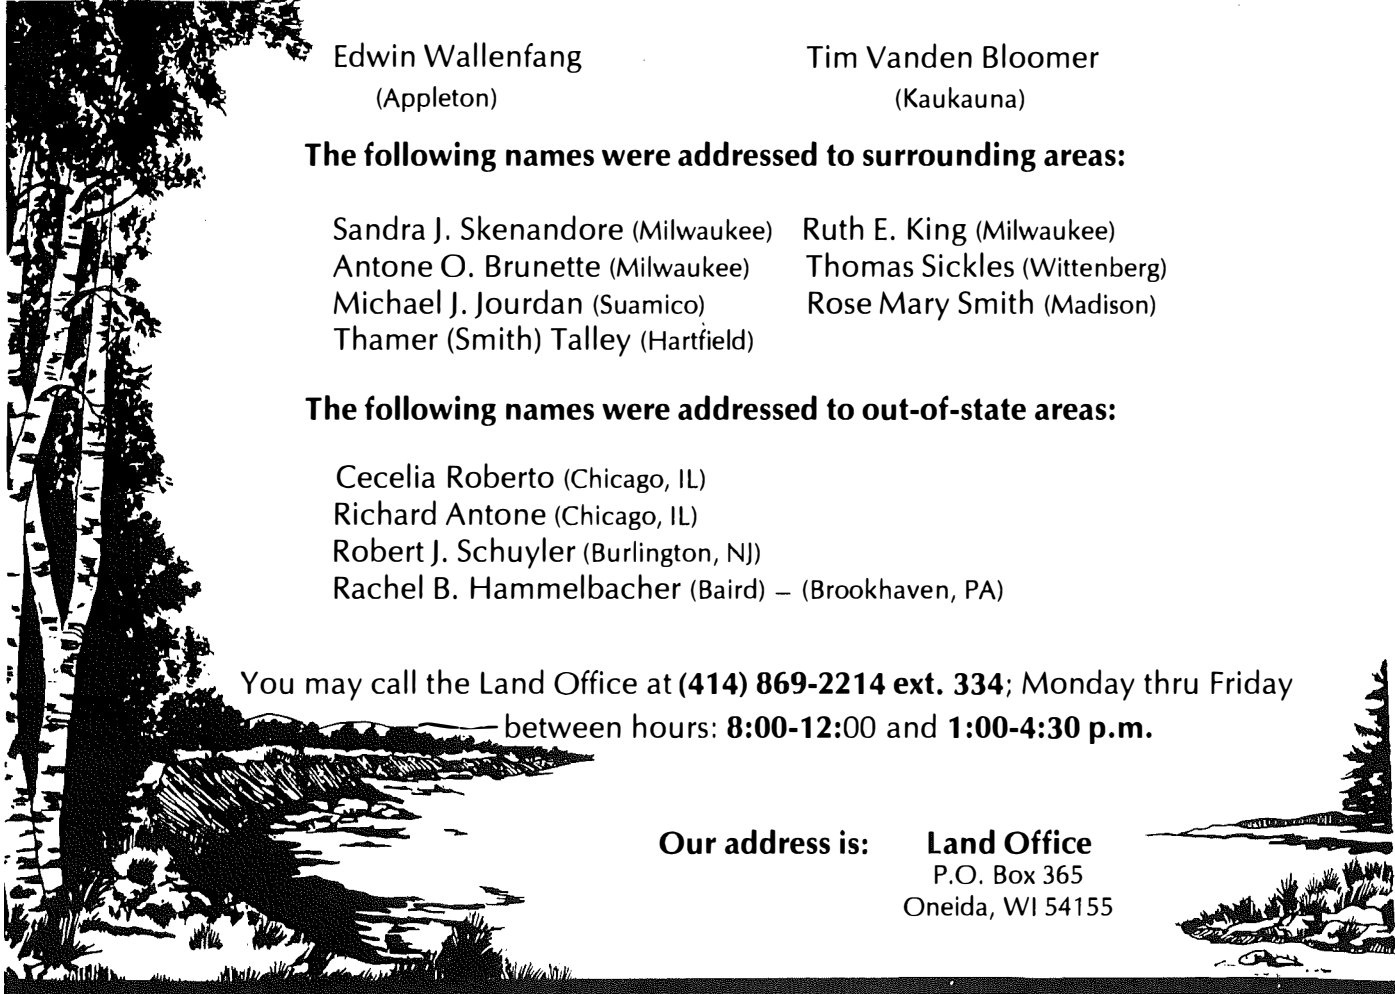 Edwin Wallenfang Tim Vanden Bloomer
(Appleton) (Kaukauna)
The following names were addressed to surrounding areas:
Sandra J. Skenandore (Milwaukee) Ruth E. King (Milwaukee)
Antone O. Brunette (Milwaukee) Thomas Sickles (Wittenberg)
Michael J. Jourdan (Suamico) Rose Mary Smith (Madison)
Thamer (Smith) Talley (Hartfield)
The following names were addressed to out-of-state areas:
Cecelia Roberto (Chicago, IL)
Richard Antone (Chicago, IL)
Robert J. Schuyler (Burlington, NJ)
Rachel B. Hammelbacher (Baird) – (Brookhaven, PA)
You may call the Land Office at (414) 869-2214 ext. 334; Monday thru Friday
between hours: 8:00-12:00 and 1:00-4:30 p.m.
Our address is: Land Office
P.O. Box 365
Oneida, WI 54155